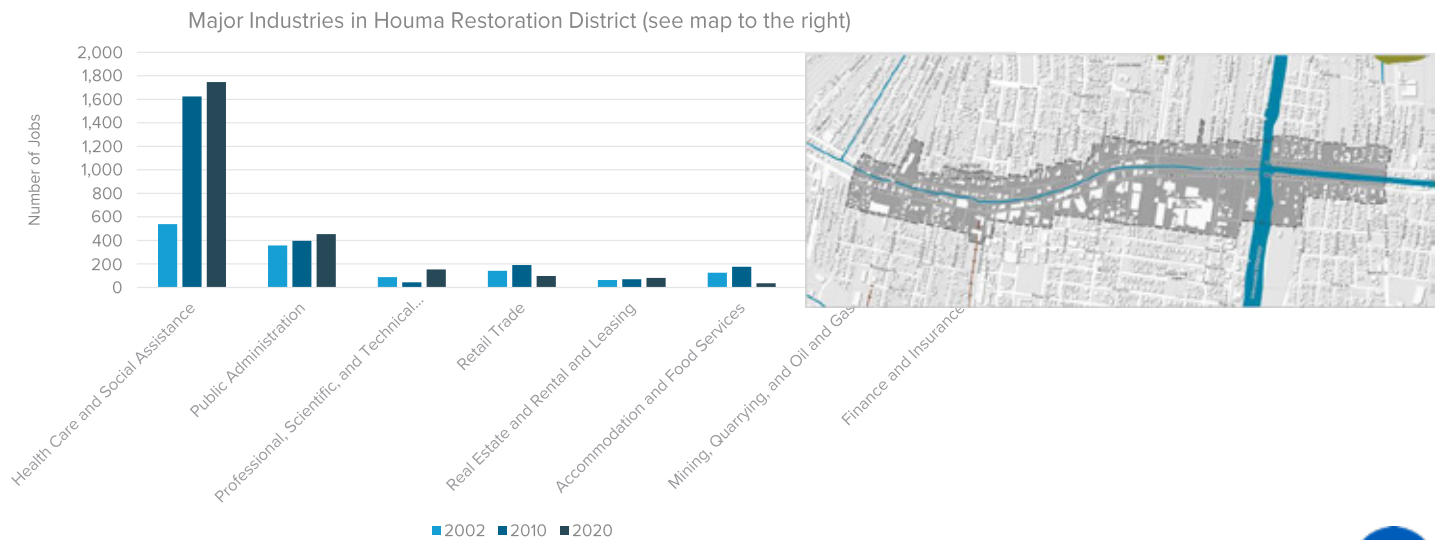 Major Industries in Houma Restoration District (see map to the right)
Number of Jobs
2,000
1,800
1,600
1,400
1,200
1,000
800
600
400
200
0
Health Care and Social Assistance
Public Administration
Professional, Scientific, and Technical...
Retail Trade
Real Estate and Rental and Leasing
Accommodation and Food Services
Mining, Quarrying, and Oil and Gas
Finance and Insurance
2002 2010 2020